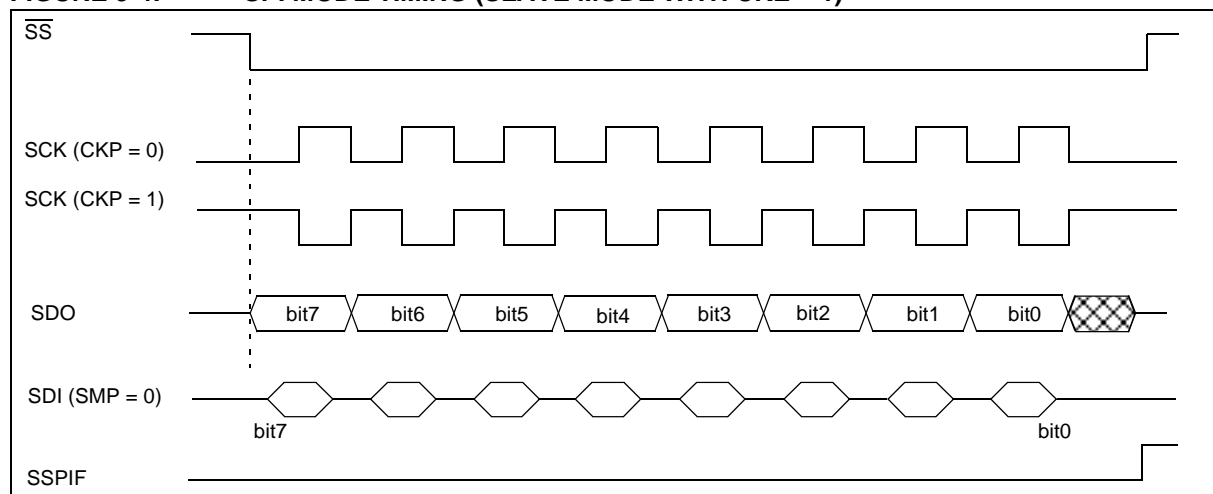 SS
SCK (CKP = 0)
SCK (CKP = 1)
SDO bit7 bit6 bit5 bit4 bit3 bit2 bit1 bit0
SDI (SMP = 0)
bit7 bit0
SSPIF